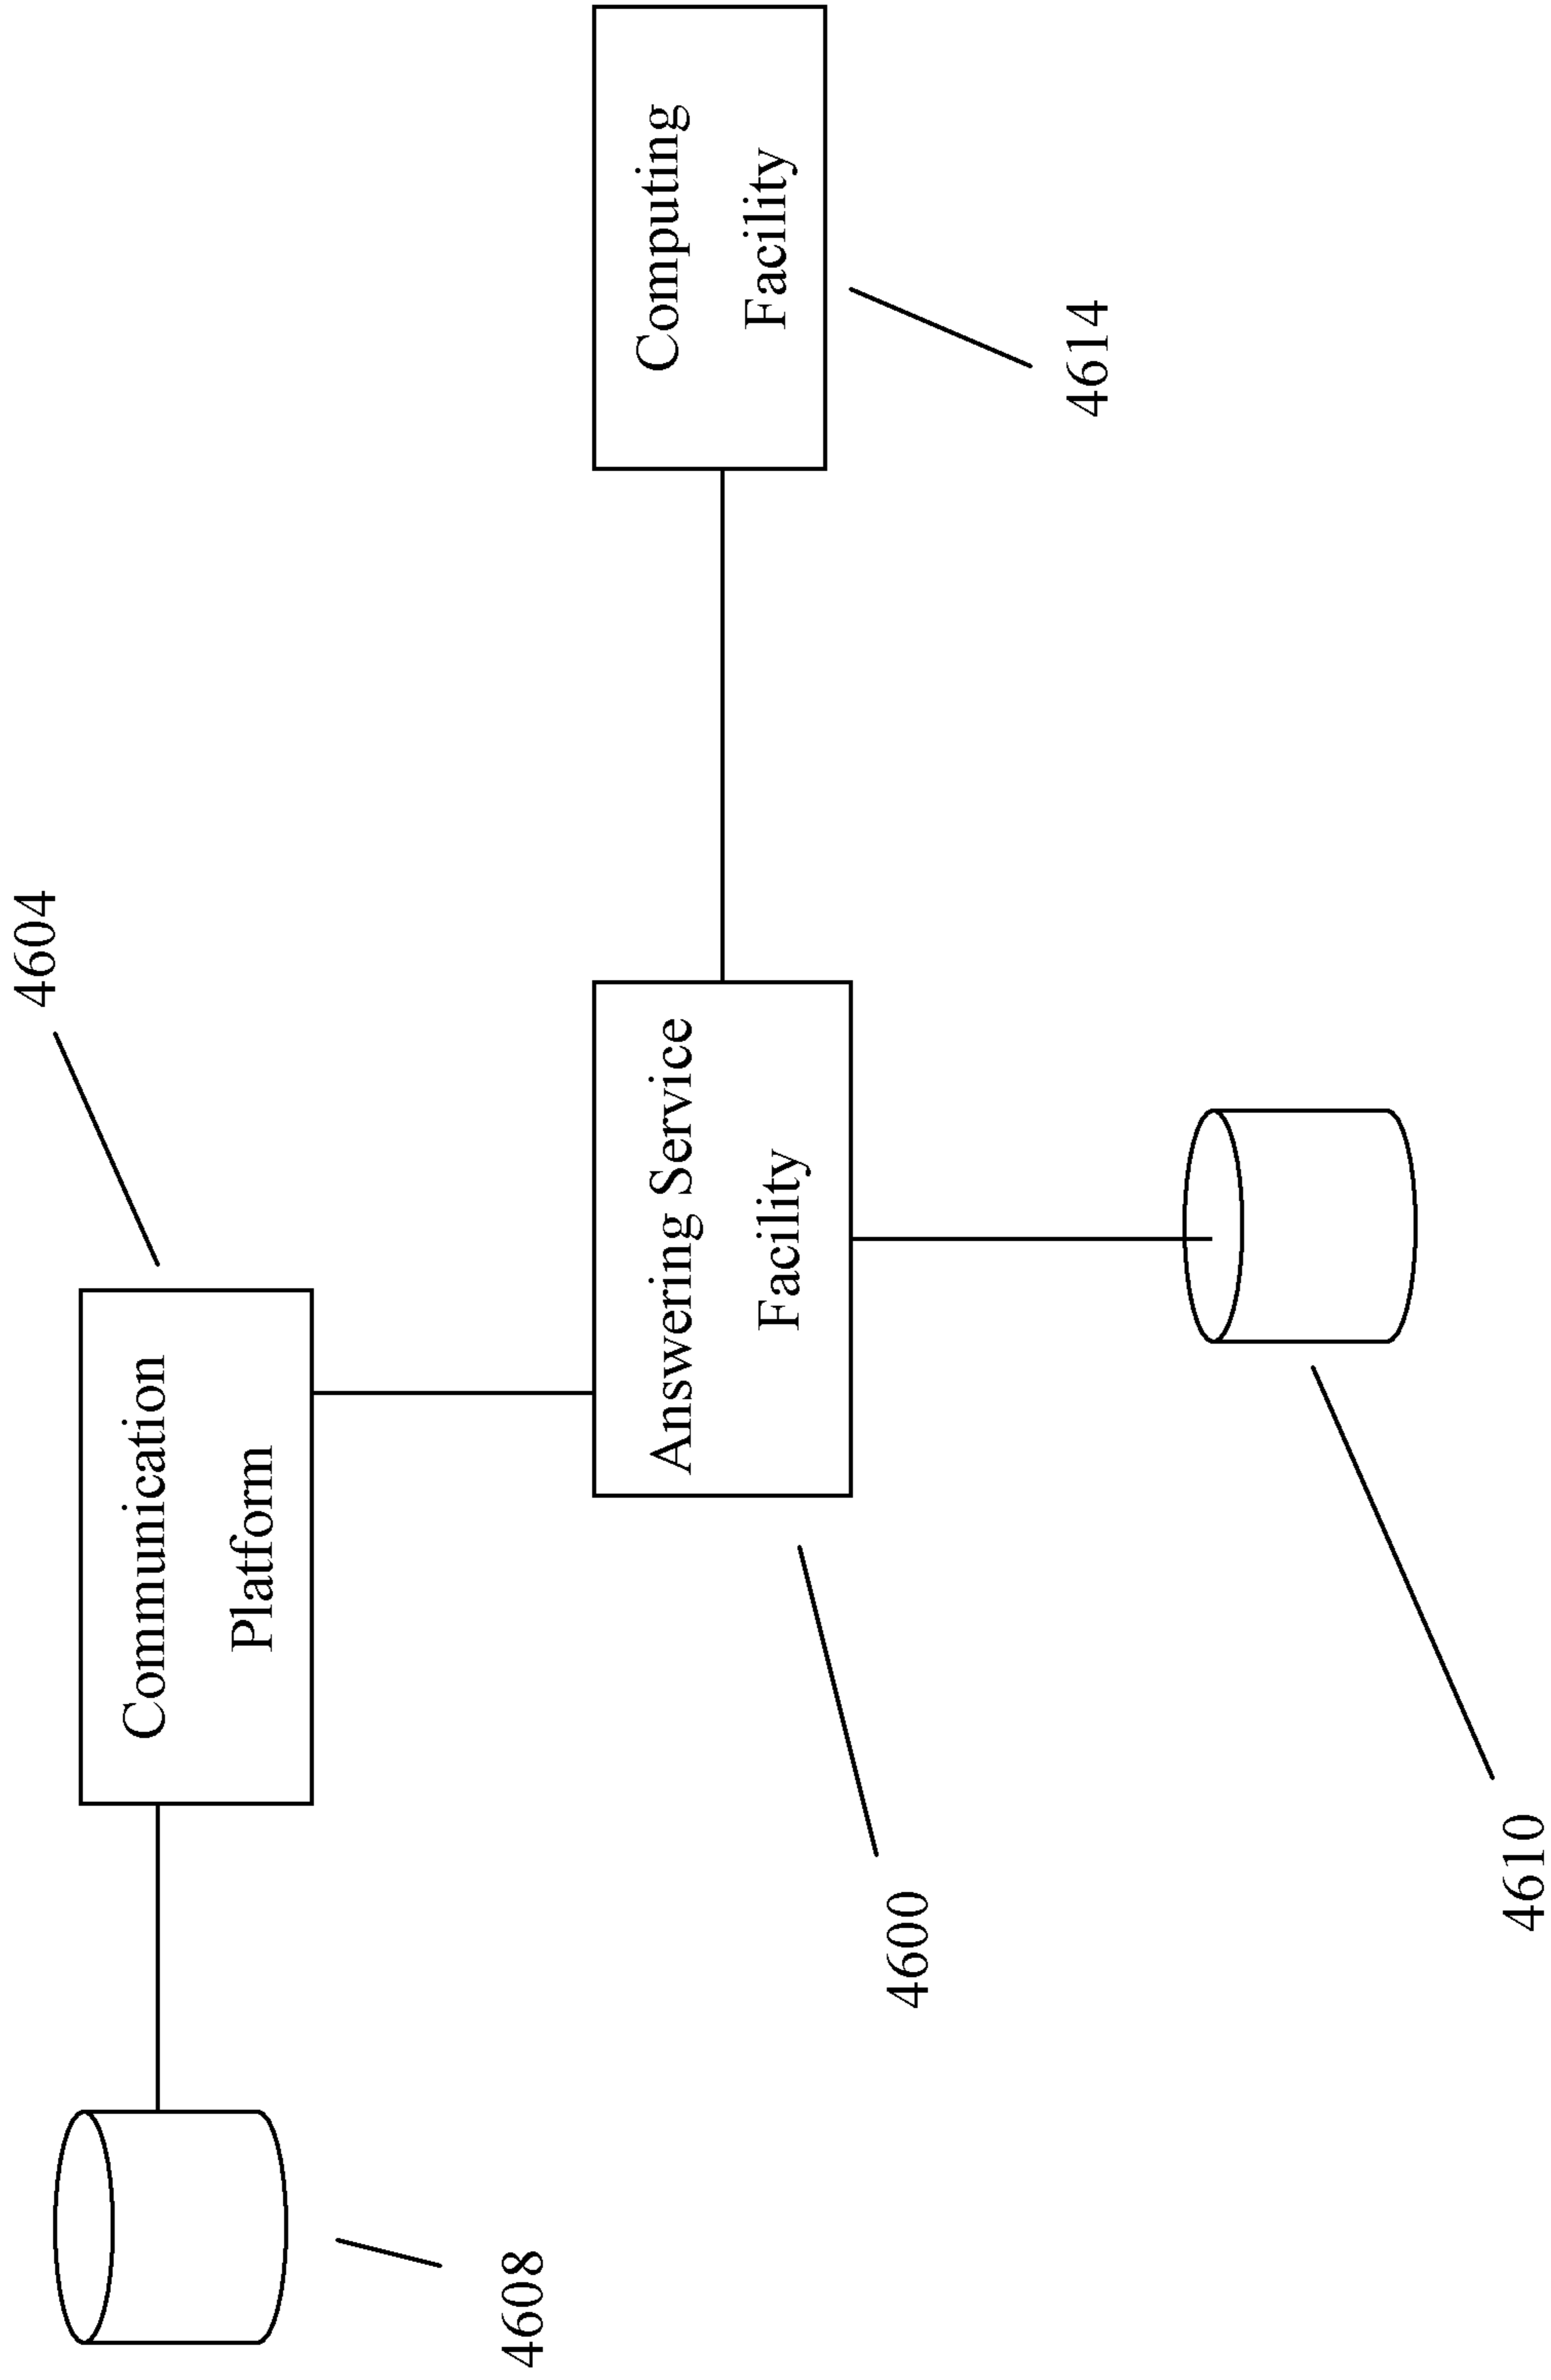 4604
Communication
Platform
Computing
Facility
Answering Service
Facility
4608
4614
4600
4610